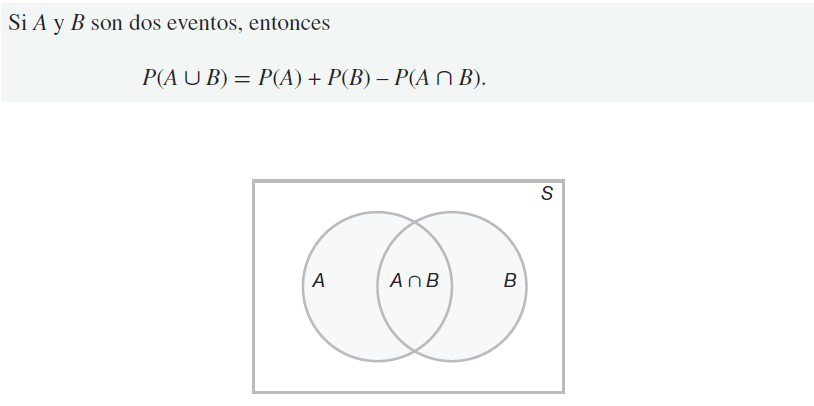 Si A y B son dos eventos, entonces
P(A ∪ B) = P(A) + P(B) – P(A ∩ B).
S
A
A ∩ B
B